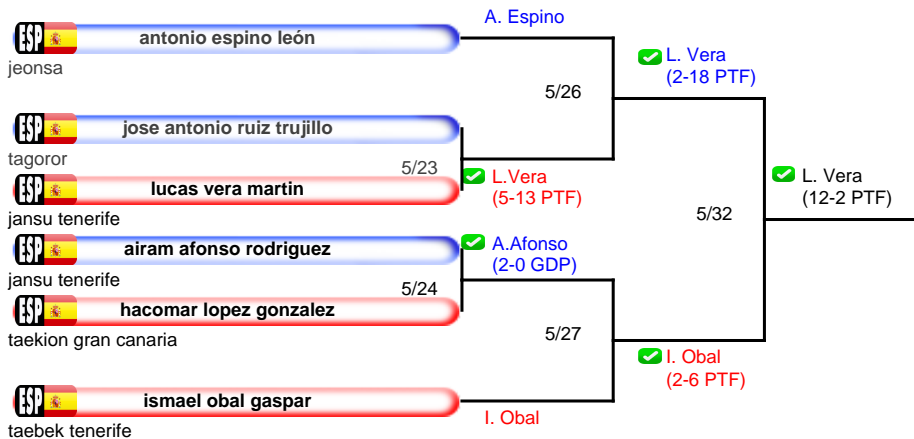 A. Espino
ESP antonio espino león
jeonsa
L. Vera
(2-18 PTF)
5/26
ESP jose antonio ruiz trujillo
tagoror
5/23
L.Vera
(5-13 PTF)
ESP lucas vera martin
jansu tenerife
L. Vera
(12-2 PTF)
5/32
ESP airam afonso rodriguez
jansu tenerife
A.Afonso
(2-0 GDP)
5/24
ESP hacomar lopez gonzalez
taekion gran canaria
5/27
I. Obal
(2-6 PTF)
ESP ismael obal gaspar
taebek tenerife
I. Obal